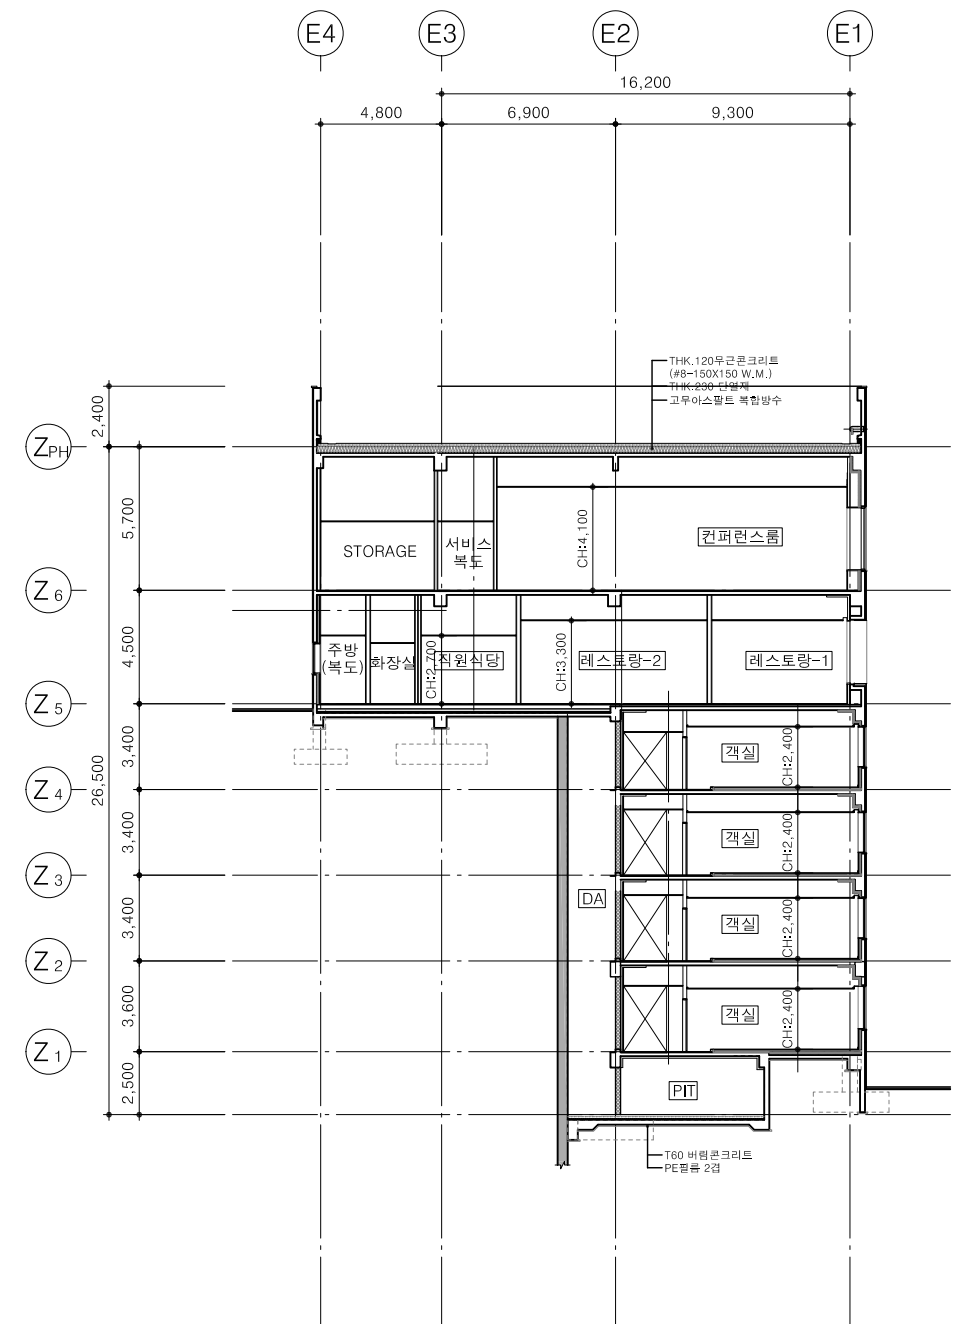 E4
E3
E2
E1
16,200
4,800
6,900
9,300
THK.120무근콘크리트
(#8-150X150 W.M.)
THK.230 단열재
고무아스팔트 복합방수
2,400
ZPH
5,700
CH:4,100
컨퍼런스룸
STORAGE
서비스
복도
Z6
4,500
주방
(복도)
화장실
CH:2,700
직원식당
CH:3,300
레스토랑-2
레스토랑-1
Z5
3,400
26,500
객실
CH:2,400
Z4
3,400
객실
CH:2,400
Z3
3,400
DA
객실
CH:2,400
Z2
3,600
객실
CH:2,400
Z1
2,500
PIT
T60 버림콘크리트
PE필름 2겹